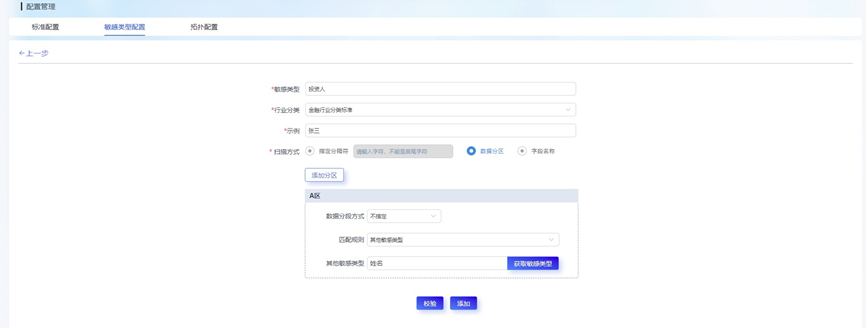 配置管理
标准配置 敏感类型配置 拓扑配置
←上一步
*敏感类型 投资人
*行业分类 金融行业分类标准
*示例 张三
* 扫描方式 指定分隔符 请输入字符，不能是首尾字符 数据分区 字段名称
添加分区
A区
数据分段方式 不指定
匹配规则 其他敏感类型
其他敏感类型 姓名 获取敏感类型
校验 添加